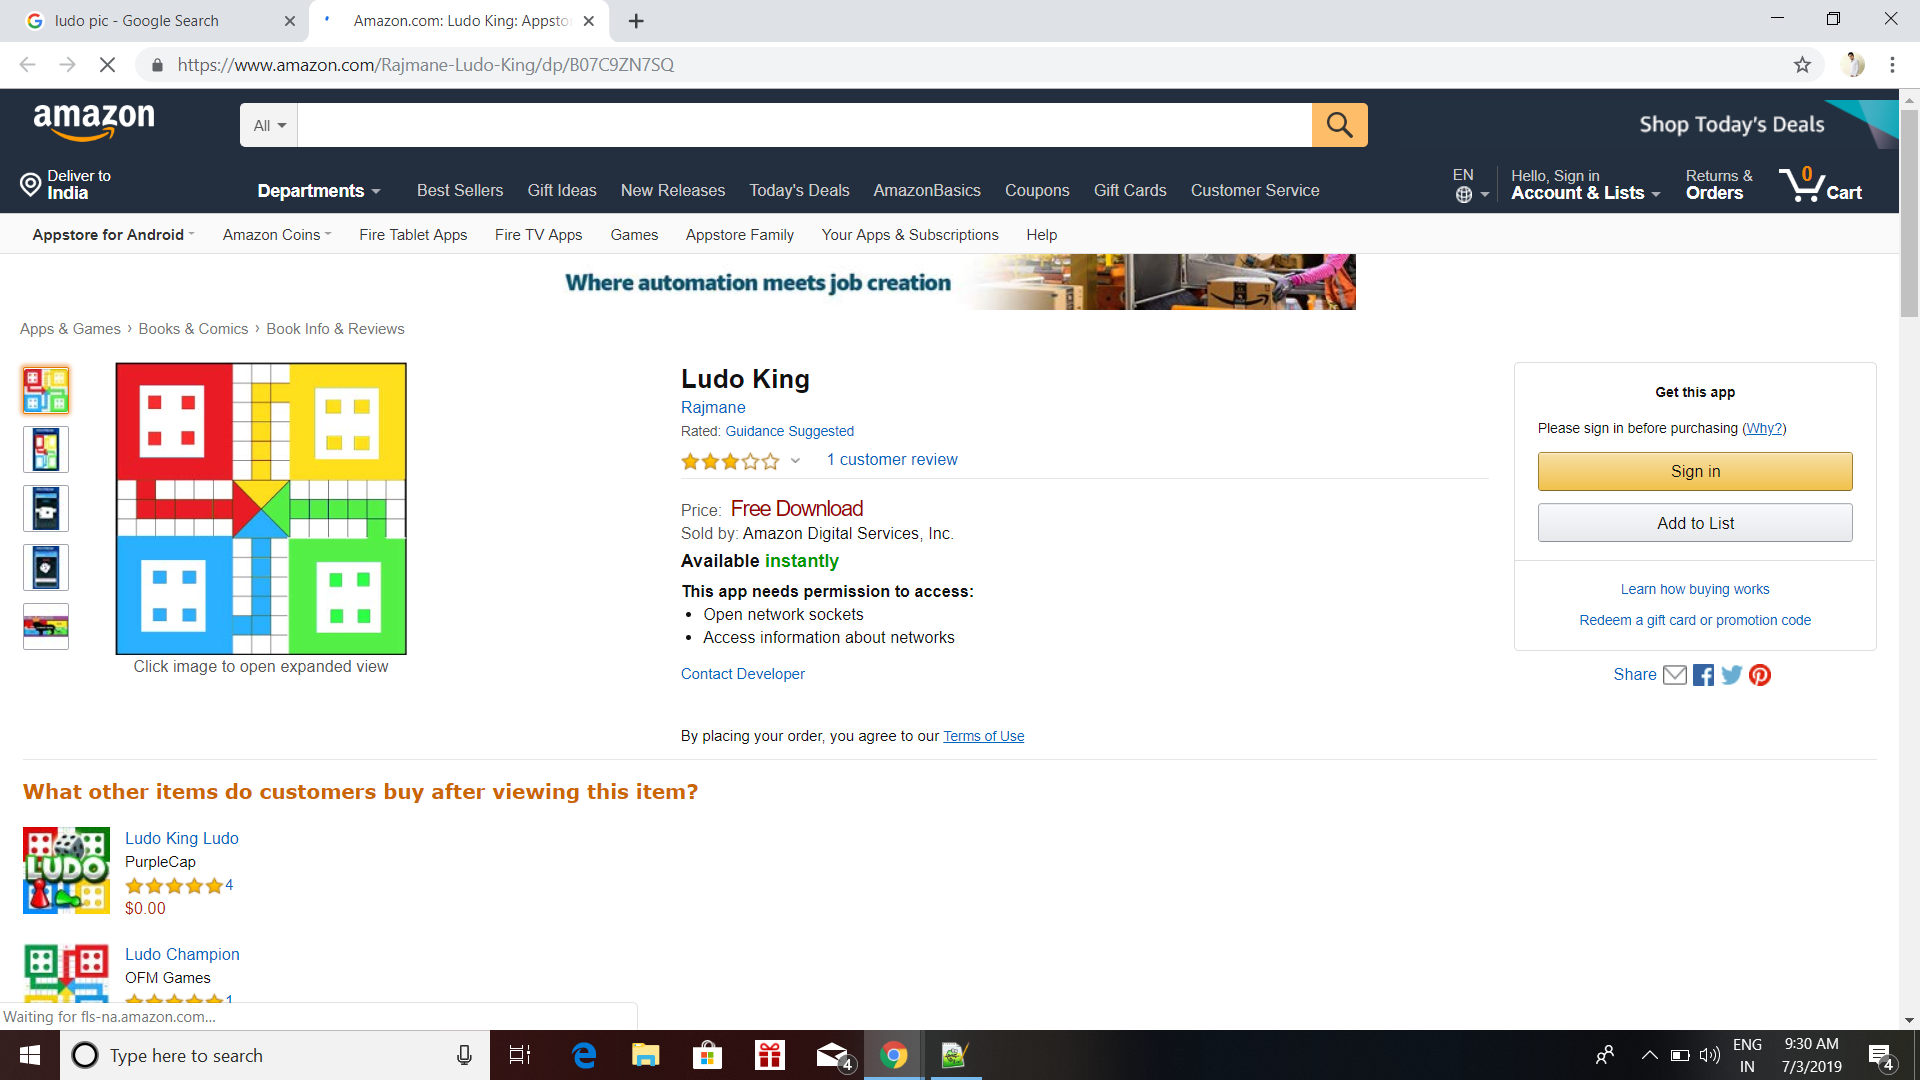 ludo pic - Google Search
Amazon.com: Ludo King: Appsto
https://www.amazon.com/Rajmane-Ludo-King/dp/B07C9ZN7SQ
amazon
All
Shop Today's Deals
Deliver to
India
Departments
Best Sellers
Gift Ideas
New Releases
Today's Deals
AmazonBasics
Coupons
Gift Cards
Customer Service
EN
Hello, Sign in
Account & Lists
Returns &
Orders
0
Cart
Appstore for Android
Amazon Coins
Fire Tablet Apps
Fire TV Apps
Games
Appstore Family
Your Apps & Subscriptions
Help
Where automation meets job creation
Apps & Games › Books & Comics › Book Info & Reviews
Click image to open expanded view
Ludo King
Rajmane
Rated: Guidance Suggested
1 customer review
Price: Free Download
Sold by: Amazon Digital Services, Inc.
Available instantly
This app needs permission to access:
• Open network sockets
• Access information about networks
Contact Developer
By placing your order, you agree to our Terms of Use
Get this app
Please sign in before purchasing (Why?)
Sign in
Add to List
Learn how buying works
Redeem a gift card or promotion code
Share
What other items do customers buy after viewing this item?
LUDO
Ludo King Ludo
PurpleCap
4
$0.00
Ludo Champion
OFM Games
1
Waiting for fls-na.amazon.com...
Type here to search
4
ENG
IN
9:30 AM
7/3/2019
4